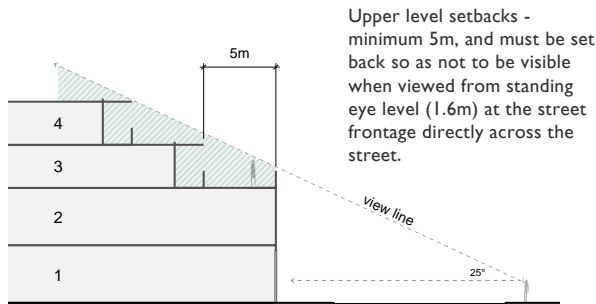 Upper level setbacks -
minimum 5m, and must be set
back so as not to be visible
when viewed from standing
eye level (1.6m) at the street
frontage directly across the
street.
5m
4
3
2
1
view line
25°